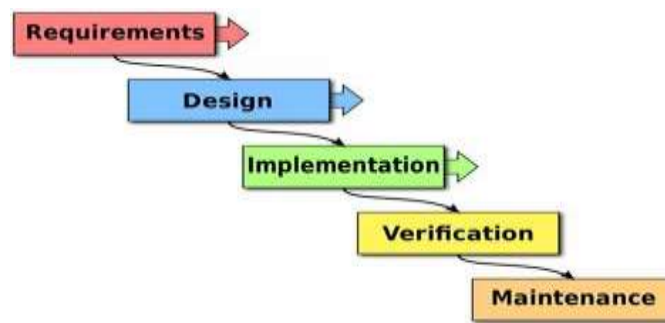 Requirements
Design
Implementation
Verification
Maintenance